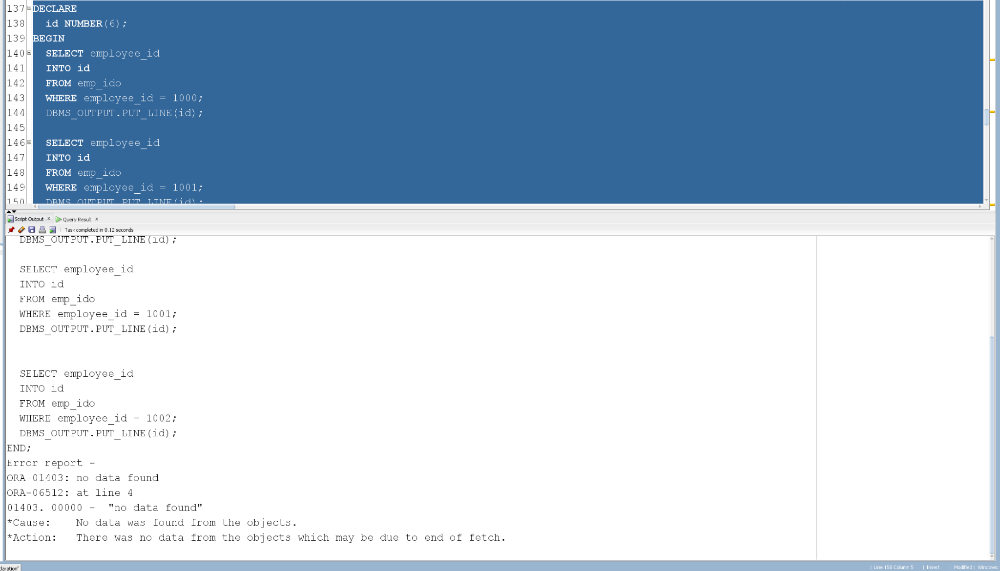 137 DECLARE
138 id NUMBER(6);
139 BEGIN
140 SELECT employee_id
141 INTO id
142 FROM emp_ido
143 WHERE employee_id = 1000;
144 DBMS_OUTPUT.PUT_LINE(id);
145
146 SELECT employee_id
147 INTO id
148 FROM emp_ido
149 WHERE employee_id = 1001;
150 DBMS_OUTPUT.PUT_LINE(id);
Script Output x Query Result x
Task completed in 0.12 seconds
DBMS_OUTPUT.PUT_LINE(id);
SELECT employee_id
INTO id
FROM emp_ido
WHERE employee_id = 1001;
DBMS_OUTPUT.PUT_LINE(id);
SELECT employee_id
INTO id
FROM emp_ido
WHERE employee_id = 1002;
DBMS_OUTPUT.PUT_LINE(id);
END;
Error report -
ORA-01403: no data found
ORA-06512: at line 4
01403. 00000 - "no data found"
*Cause: No data was found from the objects.
*Action: There was no data from the objects which may be due to end of fetch.
claration"
| Line 158 Column 5 | Insert | Modified | Windows: